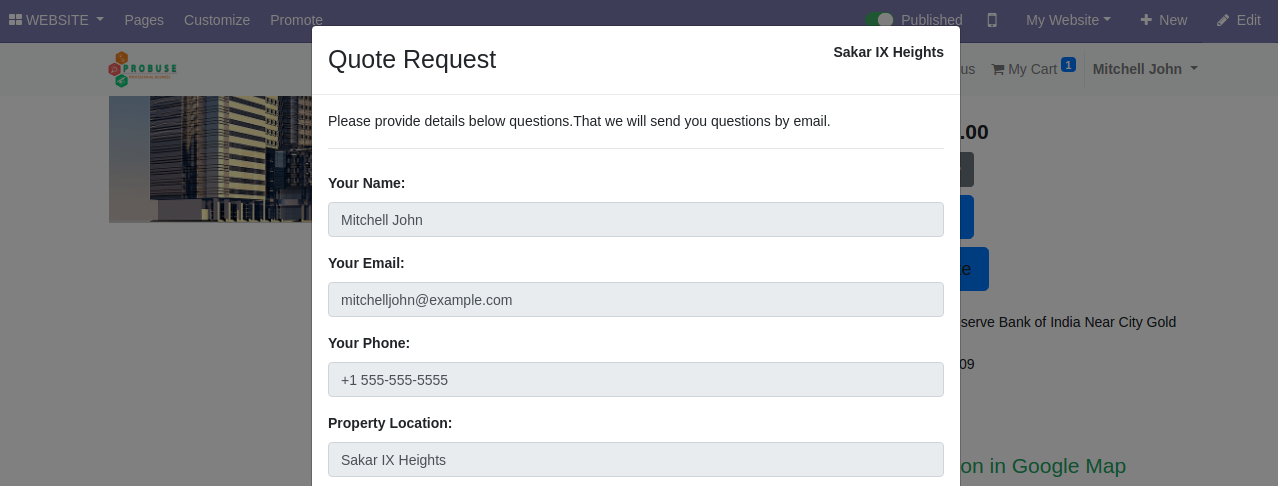 WEBSITE Pages Customize Promote Published My Website New Edit
PROBUSE
us My Cart 1 Mitchell John
Quote Request
Sakar IX Heights
Please provide details below questions.That we will send you questions by email.
.00
Your Name:
Mitchell John
Your Email:
mitchelljohn@example.com
Your Phone:
serve Bank of India Near City Gold
+1 555-555-5555
09
Property Location:
Sakar IX Heights
on in Google Map